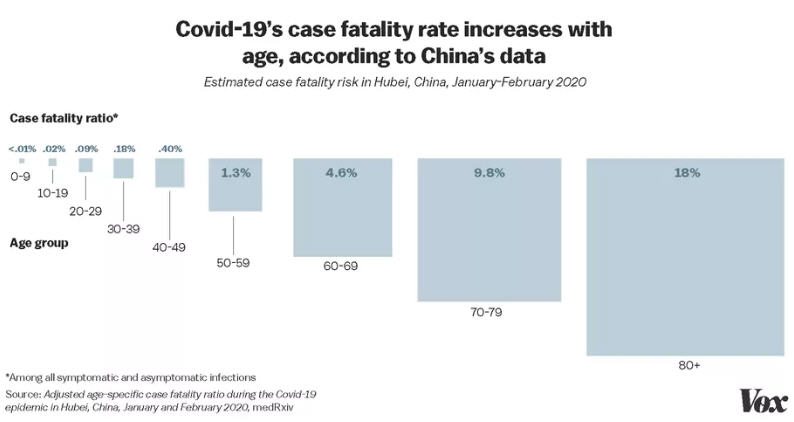 Covid-19's case fatality rate increases with
age, according to China's data
Estimated case fatality risk in Hubei, China, January-February 2020
Case fatality ratio*
<.01% .02% .09% .18% .40%
1.3% 4.6% 9.8% 18%
0-9
10-19
20-29
30-39
Age group
40-49
50-59
60-69
70-79
80+
*Among all symptomatic and asymptomatic infections
Source: Adjusted age-specific case fatality ratio during the Covid-19
epidemic in Hubei, China, January and February 2020, medRxiv
Vox